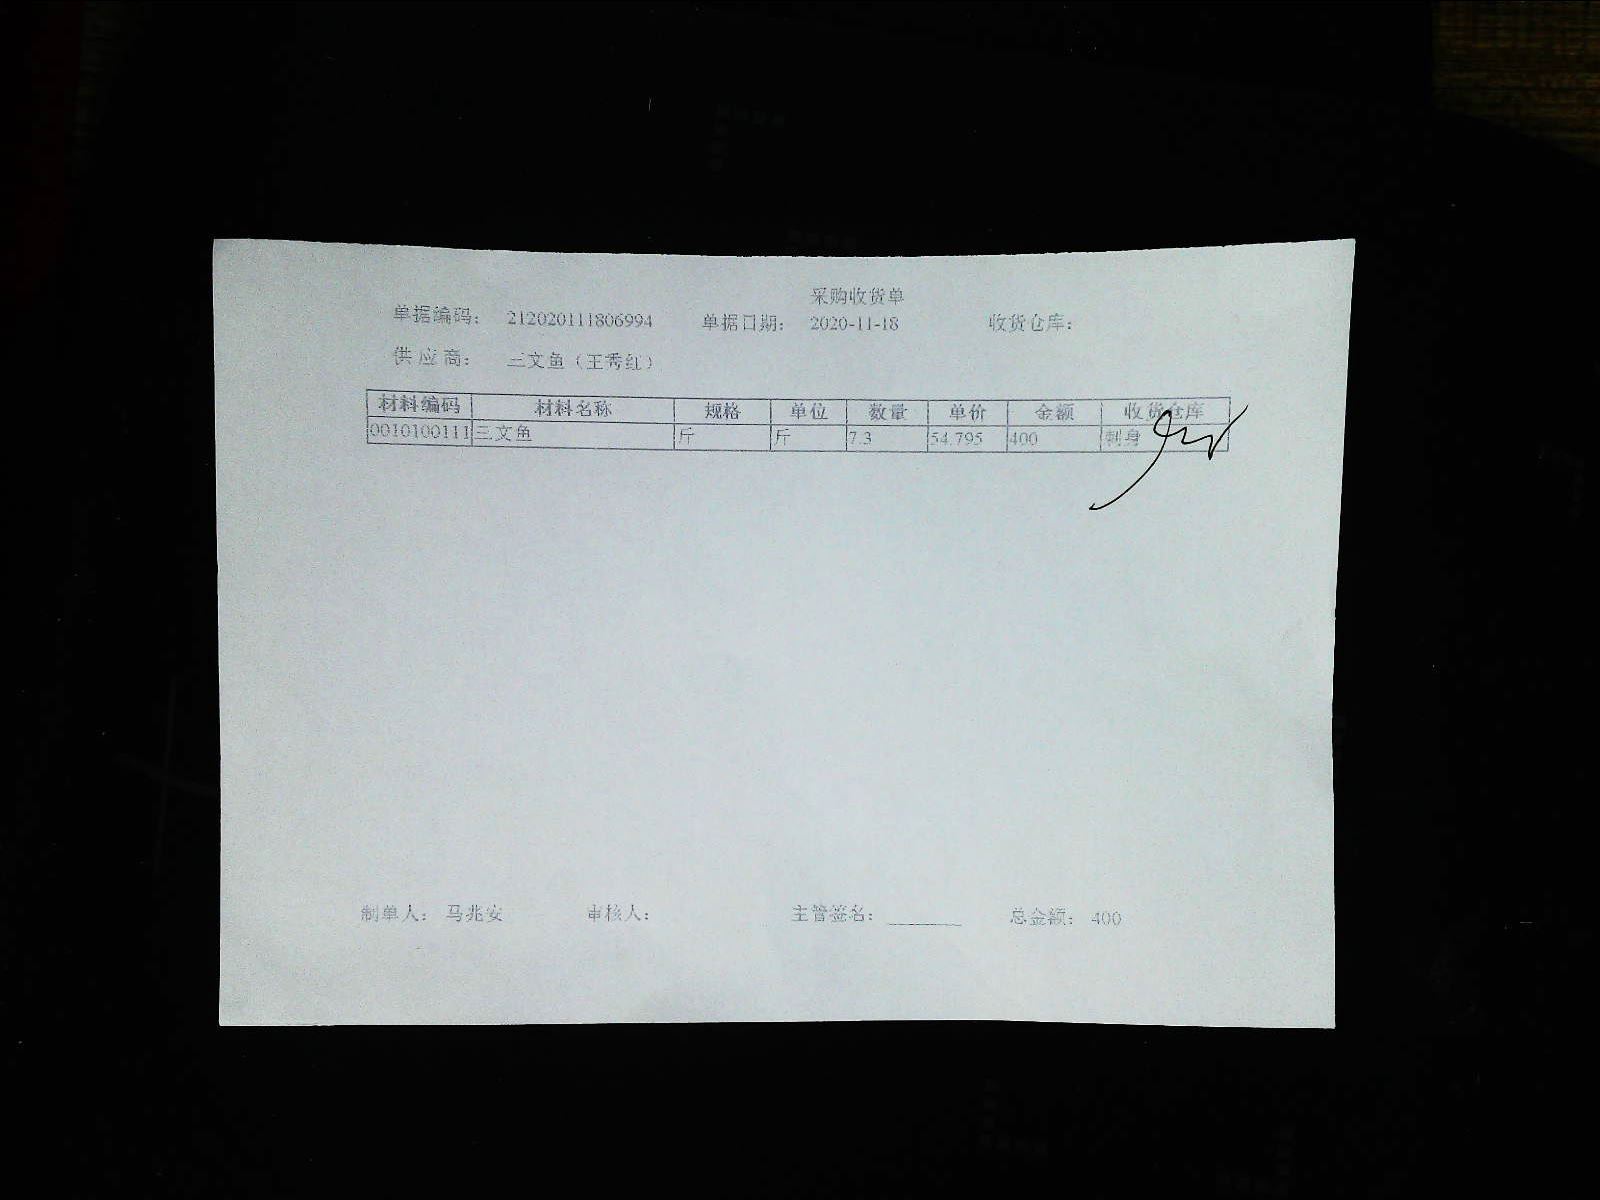 采购收货单
单据编码： 212020111806994 单据日期： 2020-11-18 收货仓库：
供应商： 三文鱼（王秀红）
材料编码 材料名称 规格 单位 数量 单价 金额 收货仓库
0010100111 三文鱼 斤 斤 7.3 54.795 400 刺身
制单人： 马兆安 审核人： 主管签名： ________ 总金额： 400